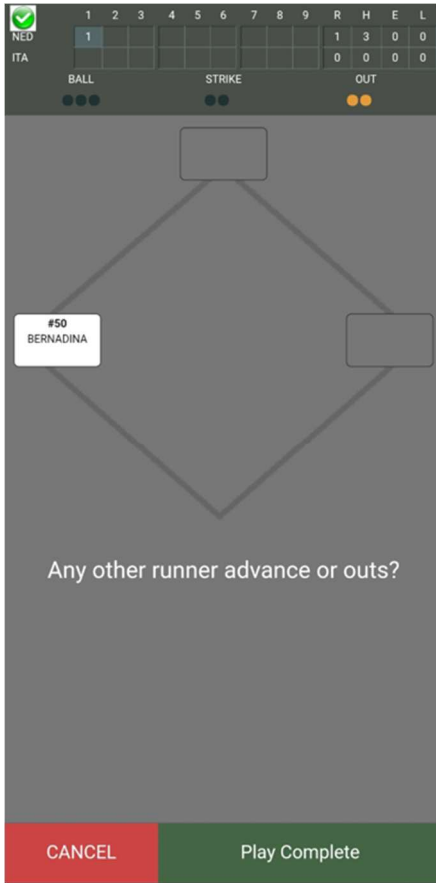 1 2 3 4 5 6 7 8 9 R H E L
NED 1 1 3 0 0
ITA 0 0 0 0
BALL STRIKE OUT
#50
BERNADINA
Any other runner advance or outs?
CANCEL Play Complete